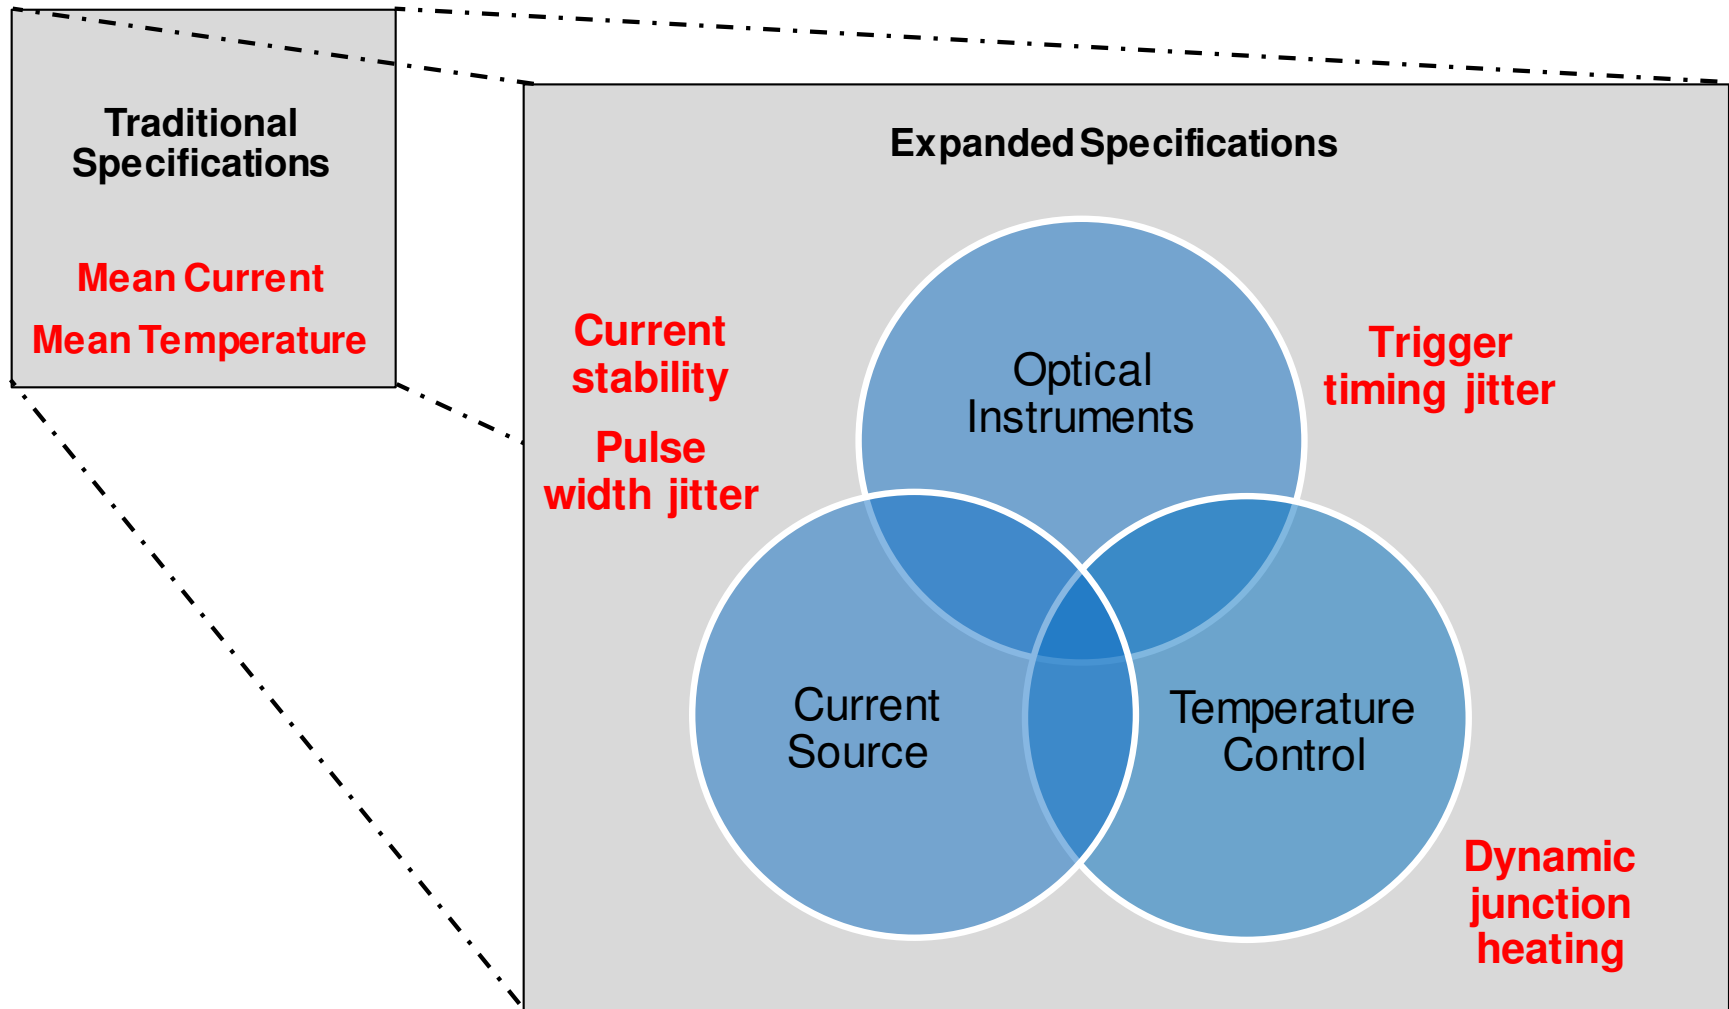 Traditional
Specifications
Mean Current
Mean Temperature
Expanded Specifications
Current
stability
Pulse
width jitter
Optical
Instruments
Trigger
timing jitter
Current
Source
Temperature
Control
Dynamic
junction
heating